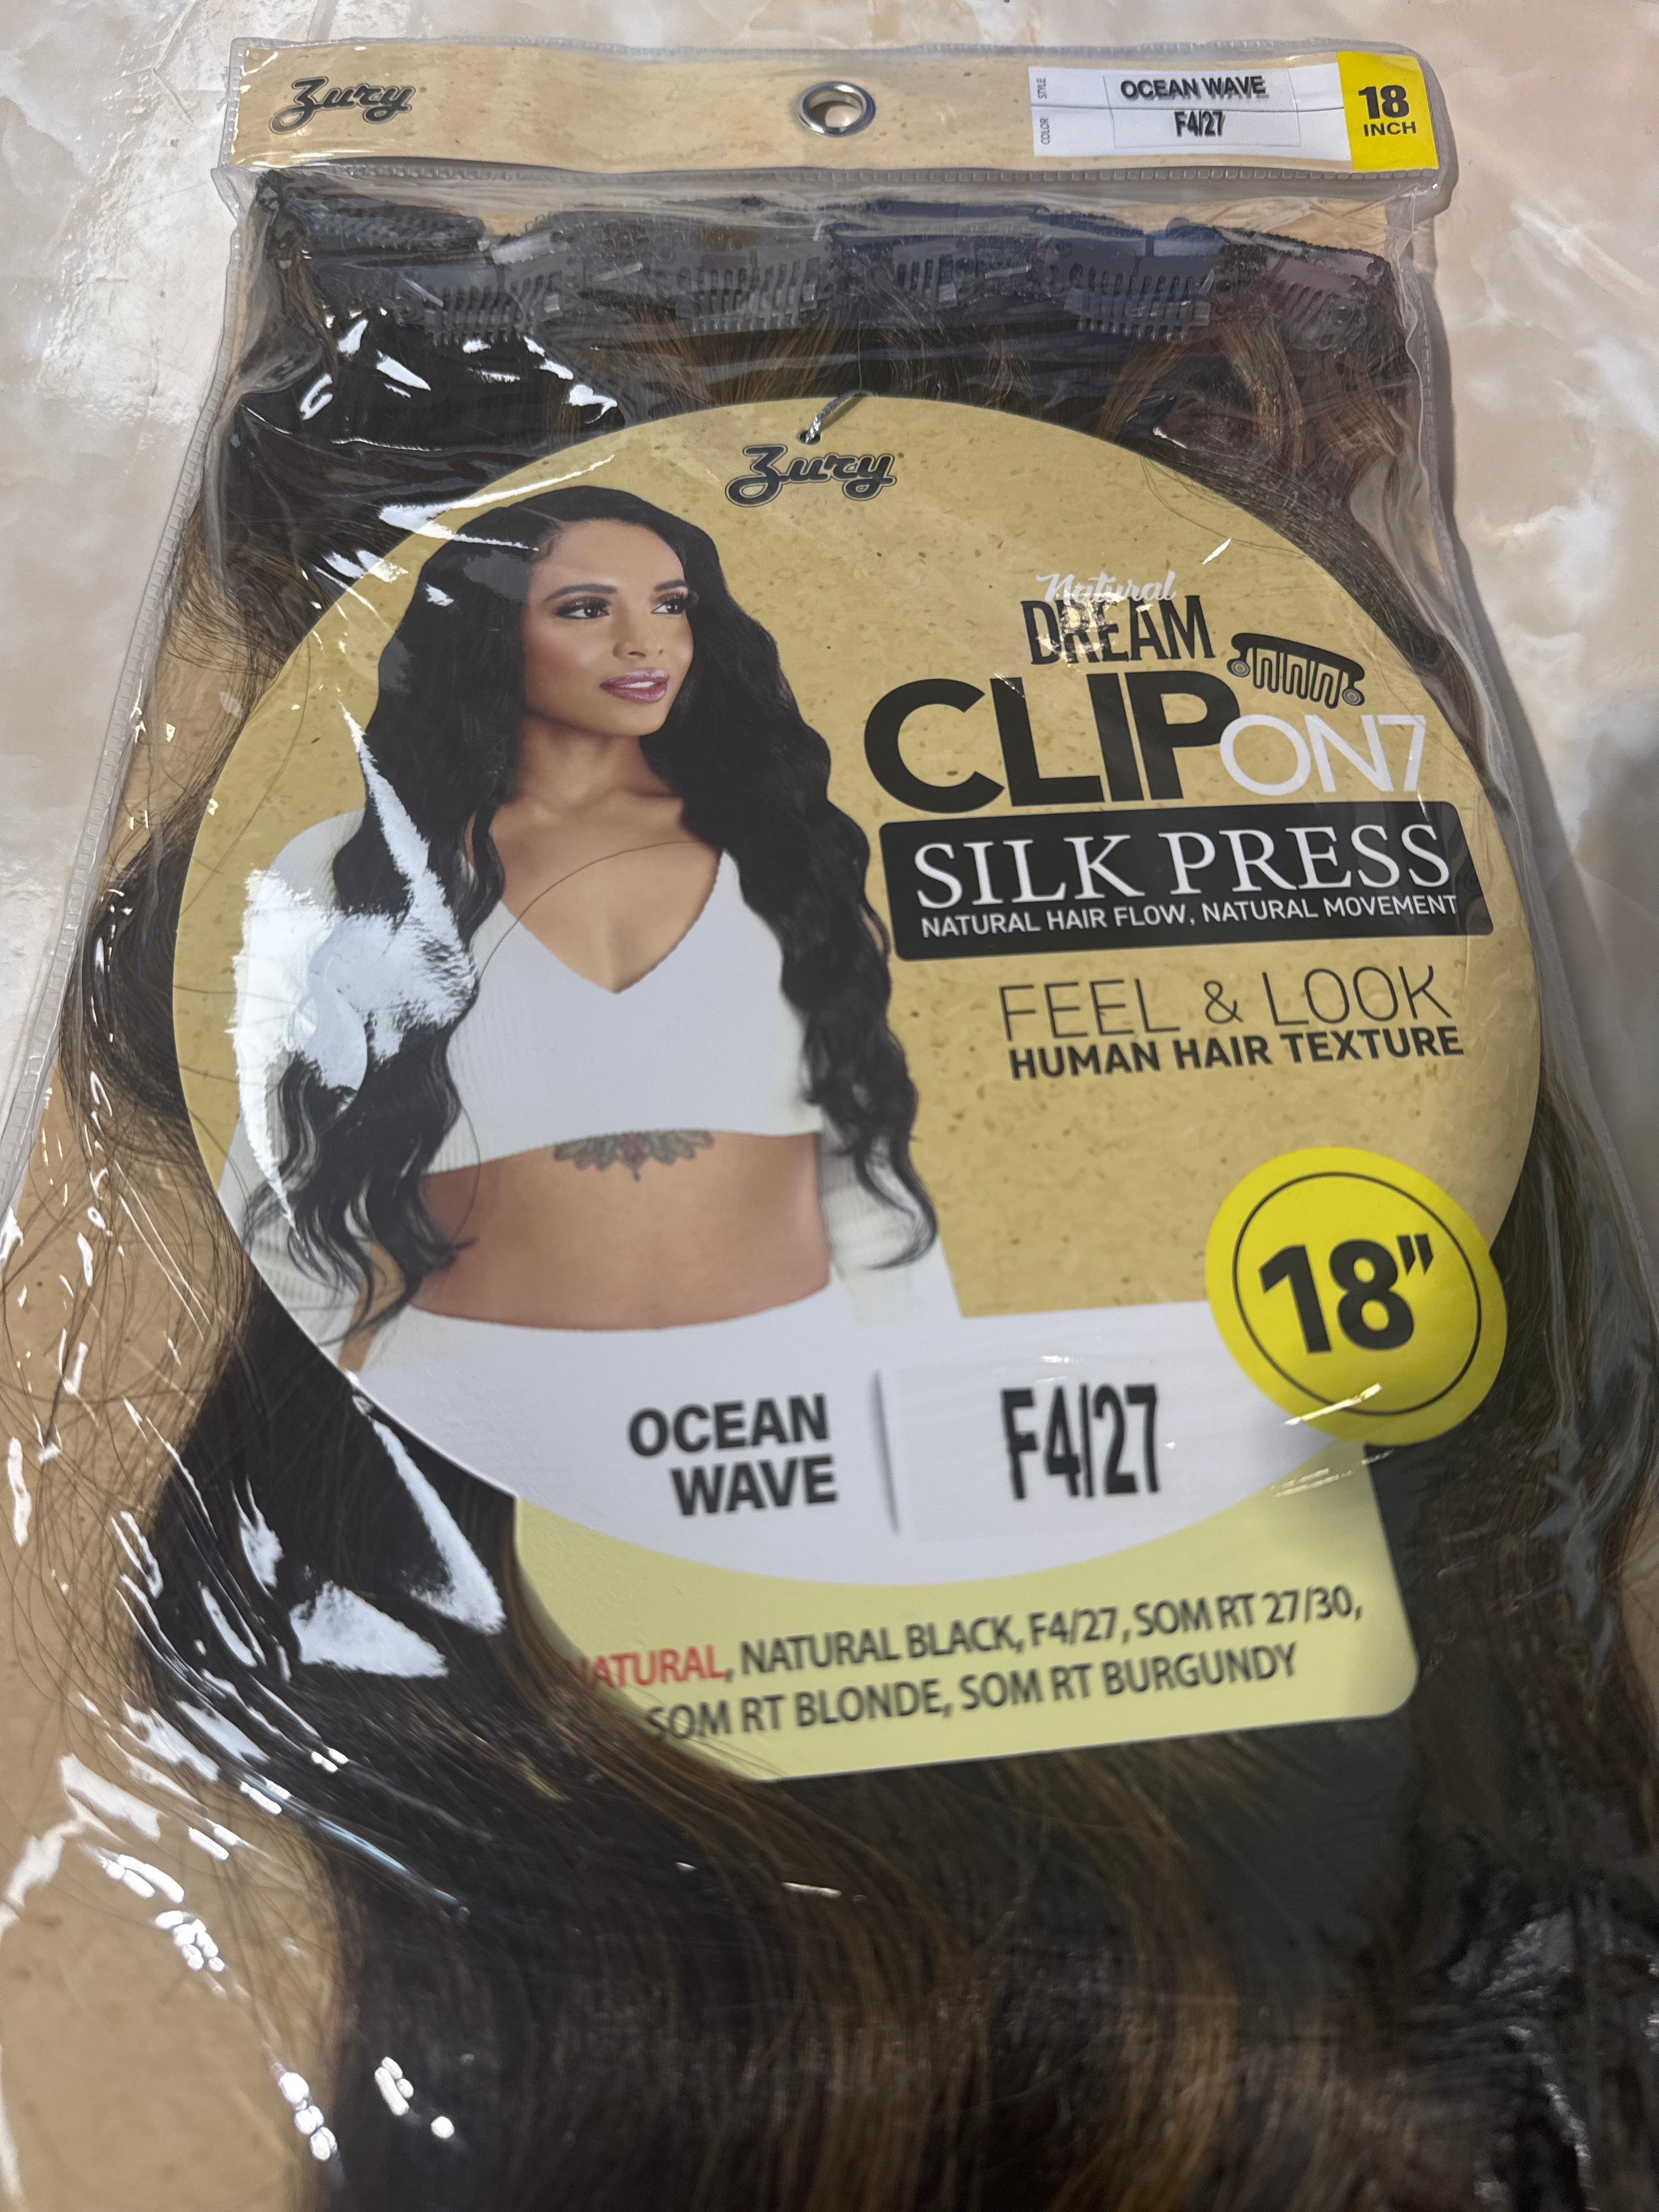 Zury
STYLE OCEAN WAVE
COLOR F4/27
18
INCH
Zury
Natural
DREAM
CLIPON7
SILK PRESS
NATURAL HAIR FLOW, NATURAL MOVEMENT
FEEL & LOOK
HUMAN HAIR TEXTURE
18"
OCEAN
WAVE
F4/27
NATURAL, NATURAL BLACK, F4/27, SOM RT 27/30,
SOM RT BLONDE, SOM RT BURGUNDY